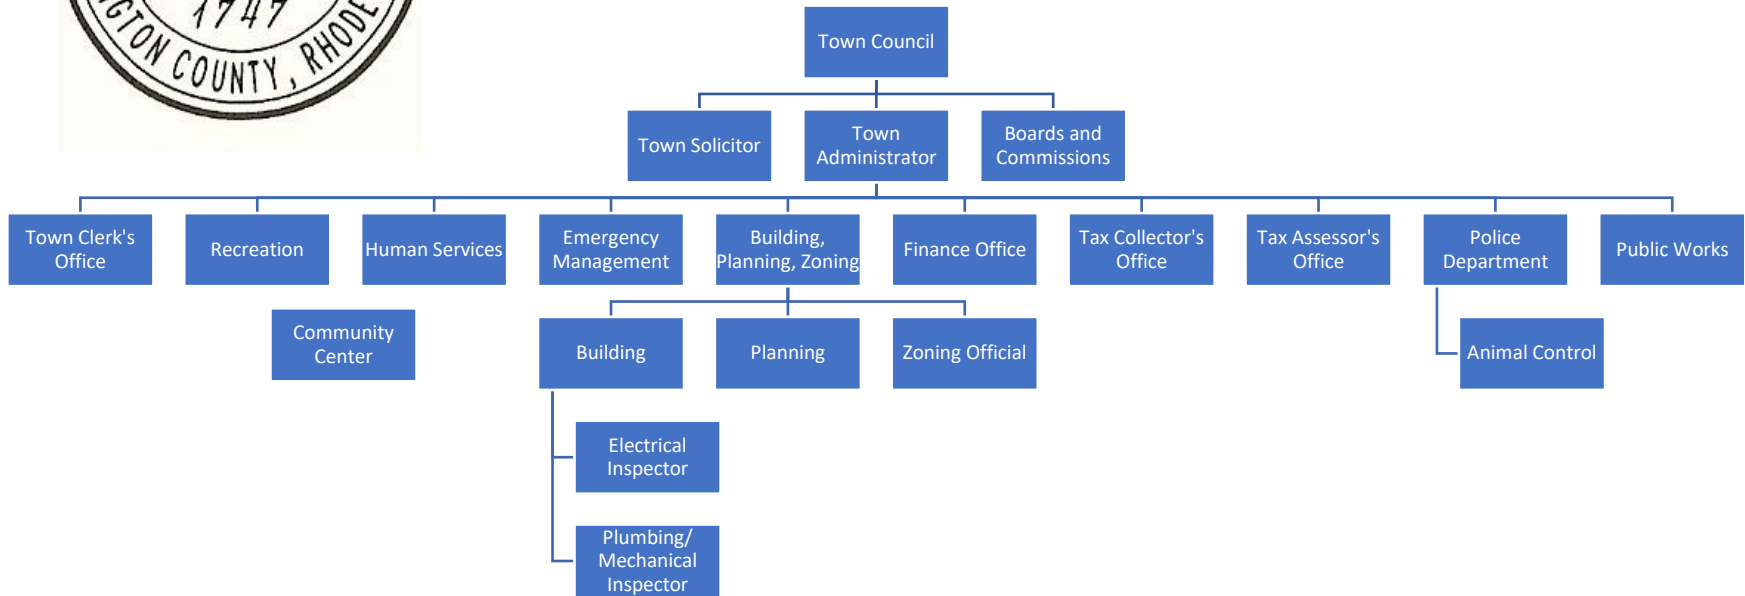 1747
NGTON COUNTY, RHODE
Town Council
Town Solicitor
Town
Administrator
Boards and
Commissions
Town Clerk's
Office
Recreation
Human Services
Emergency
Management
Building,
Planning, Zoning
Finance Office
Tax Collector's
Office
Tax Assessor's
Office
Police
Department
Public Works
Community
Center
Building
Planning
Zoning Official
Animal Control
Electrical
Inspector
Plumbing/
Mechanical
Inspector